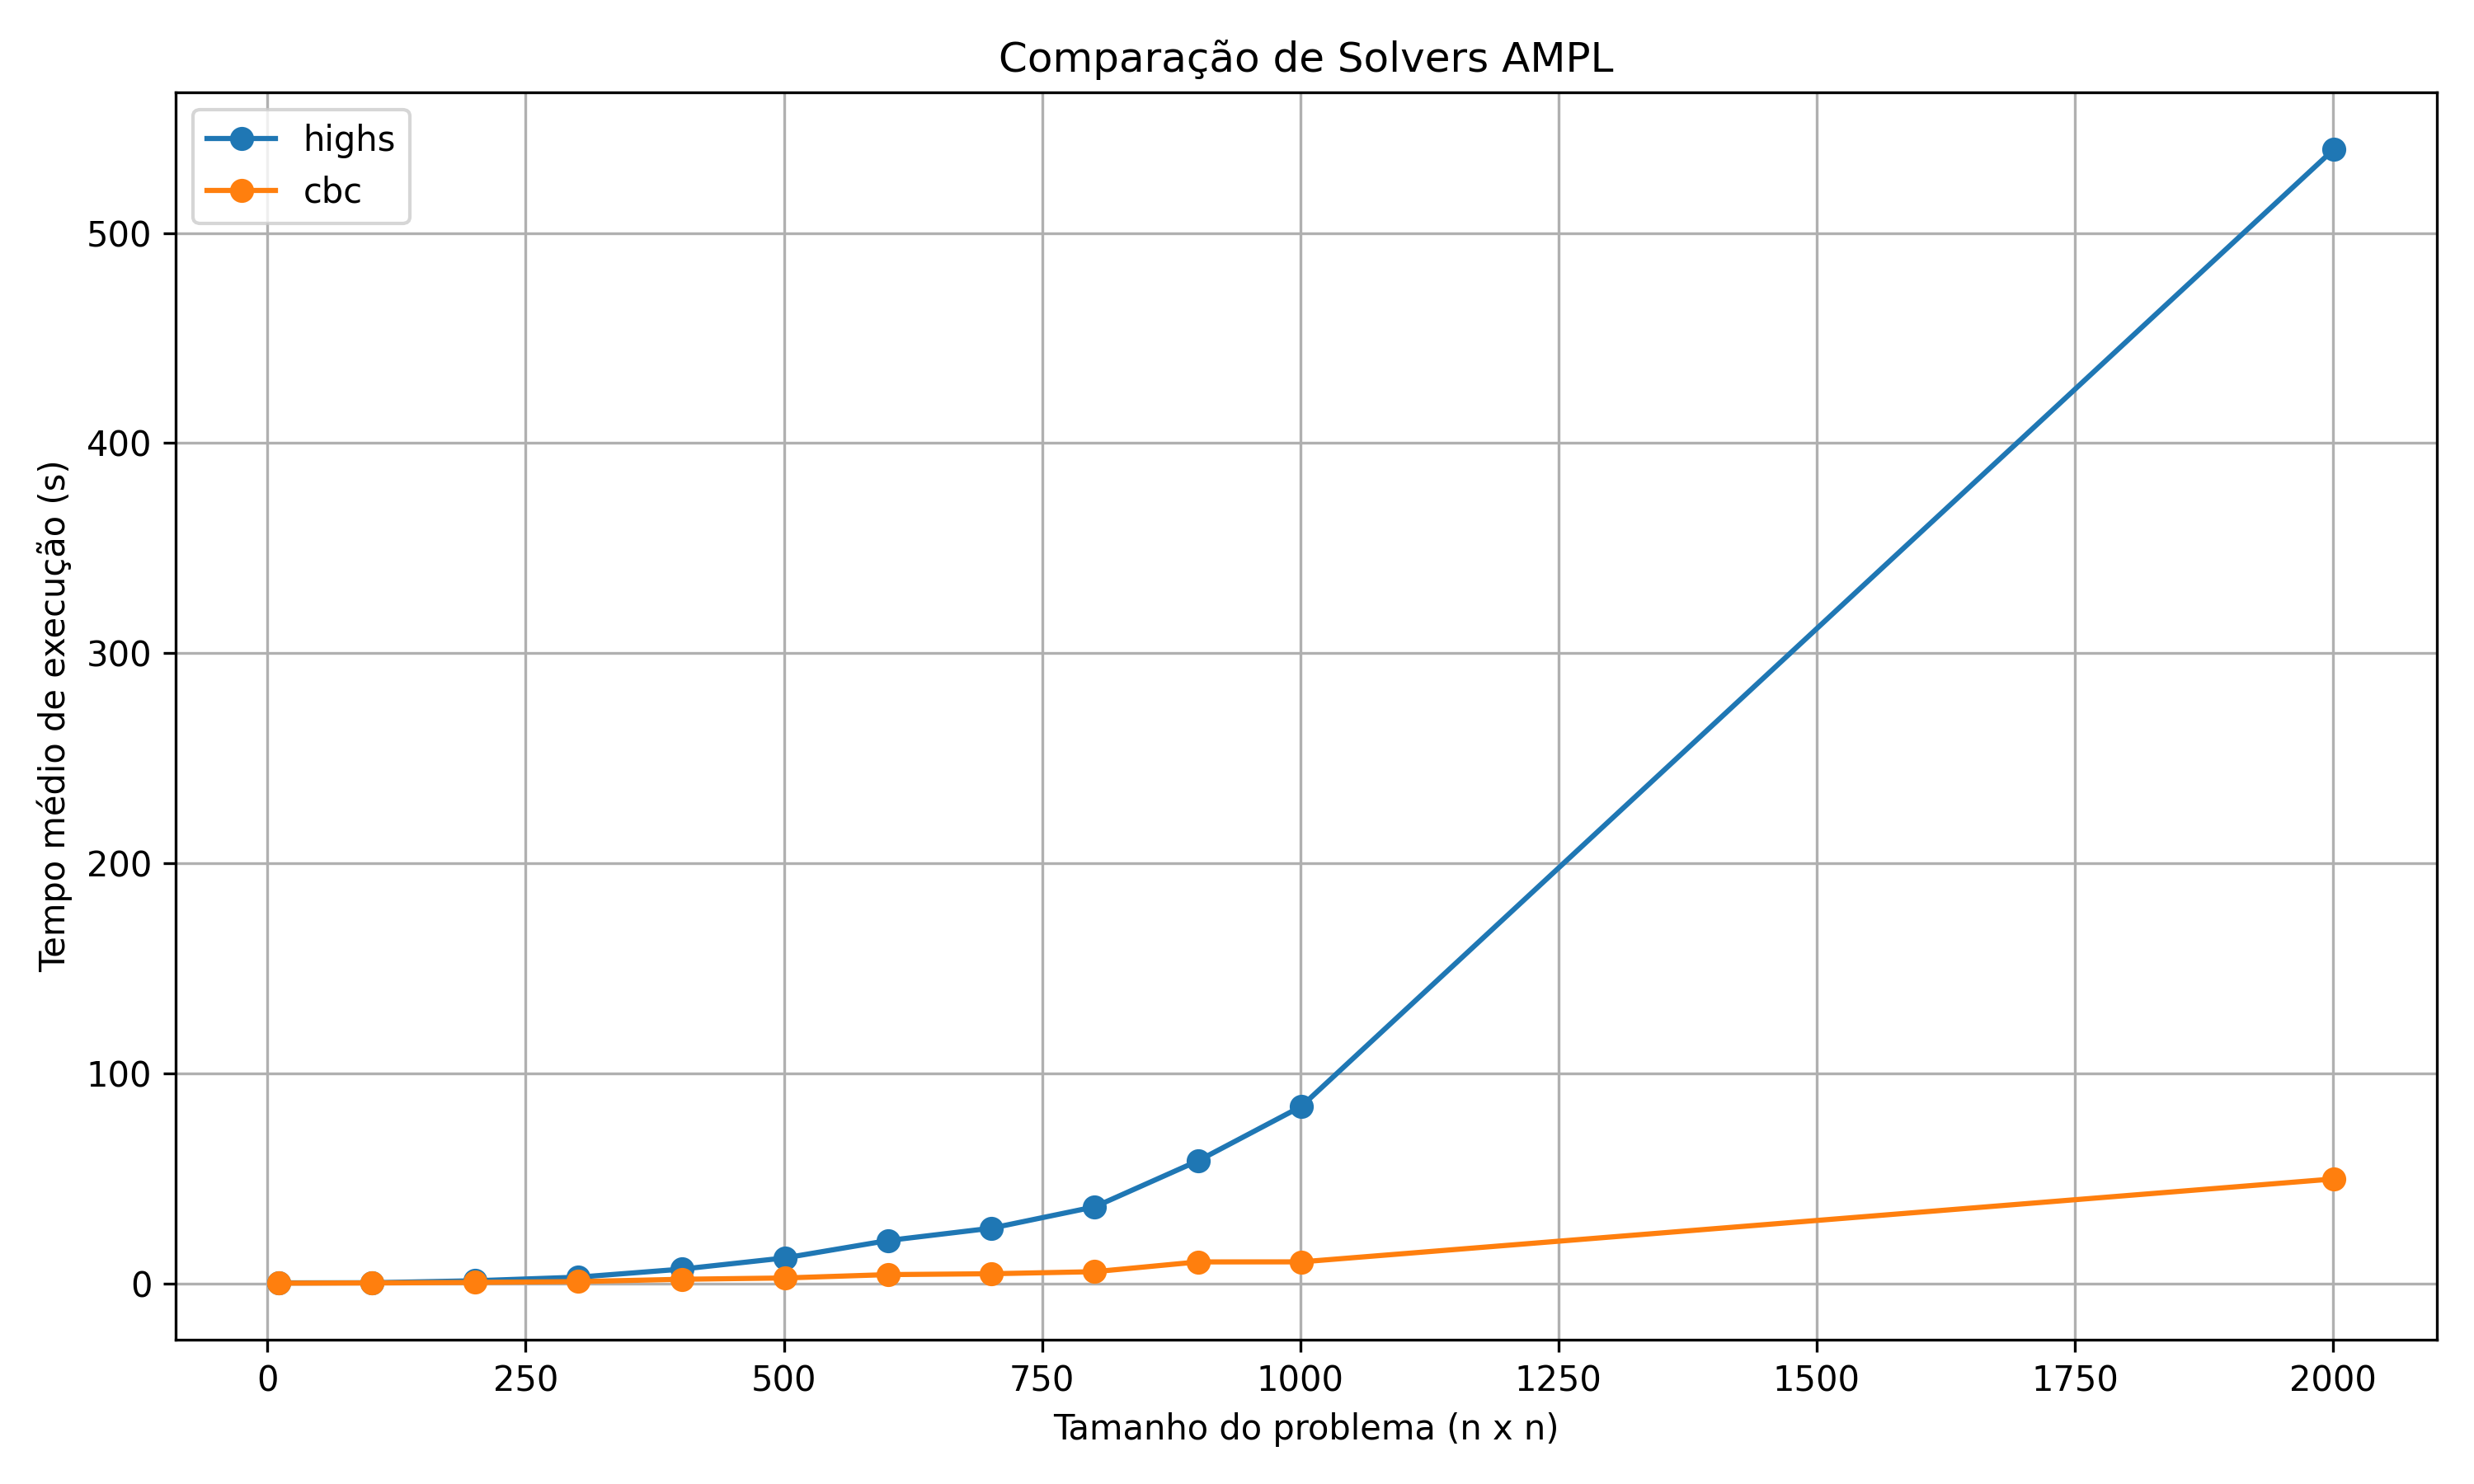 Comparação de Solvers AMPL
highs
cbc
Tempo médio de execução (s)
500
400
300
200
100
0
0 250 500 750 1000 1250 1500 1750 2000
Tamanho do problema (n x n)